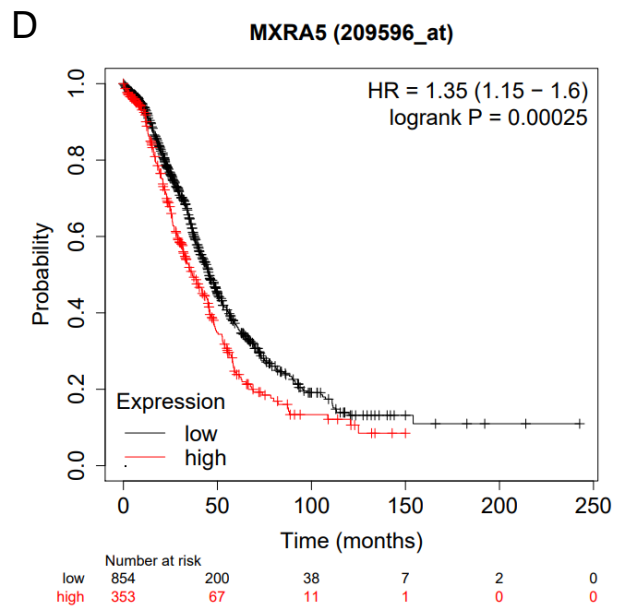 D
MXRA5 (209596_at)
HR = 1.35 (1.15 − 1.6)
logrank P = 0.00025
Probability
1.0
0.8
0.6
0.4
0.2
0.0
Expression
low
high
0 50 100 150 200 250
Time (months)
Number at risk
low 854 200 38 7 2 0
high 353 67 11 1 0 0